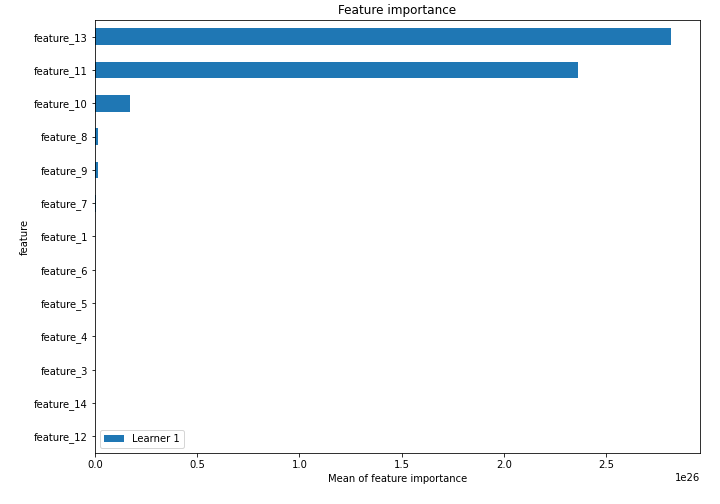 Feature importance
feature_13
feature_11
feature_10
feature_8
feature_9
feature_7
feature_1
feature_6
feature_5
feature_4
feature_3
feature_14
feature_12
feature
Learner 1
0.0 0.5 1.0 1.5 2.0 2.5
1e26
Mean of feature importance